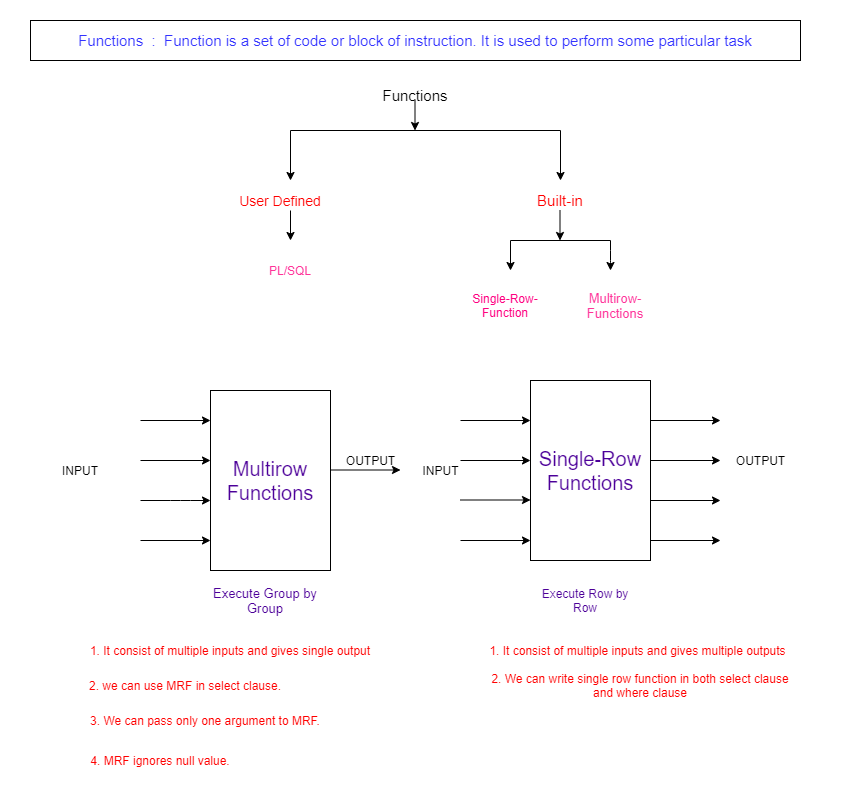 Functions : Function is a set of code or block of instruction. It is used to perform some particular task
Functions
User Defined
Built-in
PL/SQL
Single-Row-
Function
Multirow-
Functions
INPUT
Multirow
Functions
OUTPUT
INPUT
Single-Row
Functions
OUTPUT
Execute Group by
Group
Execute Row by
Row
1. It consist of multiple inputs and gives single output
2. we can use MRF in select clause.
3. We can pass only one argument to MRF.
4. MRF ignores null value.
1. It consist of multiple inputs and gives multiple outputs
2. We can write single row function in both select clause
and where clause